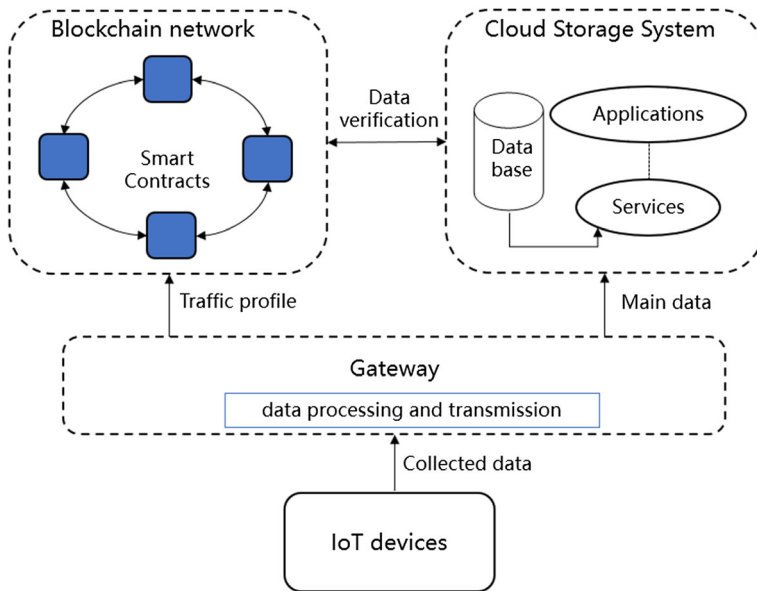 Blockchain network
Smart
Contracts
Data
verification
Cloud Storage System
Data
base
Applications
Services
Traffic profile
Main data
Gateway
data processing and transmission
Collected data
IoT devices